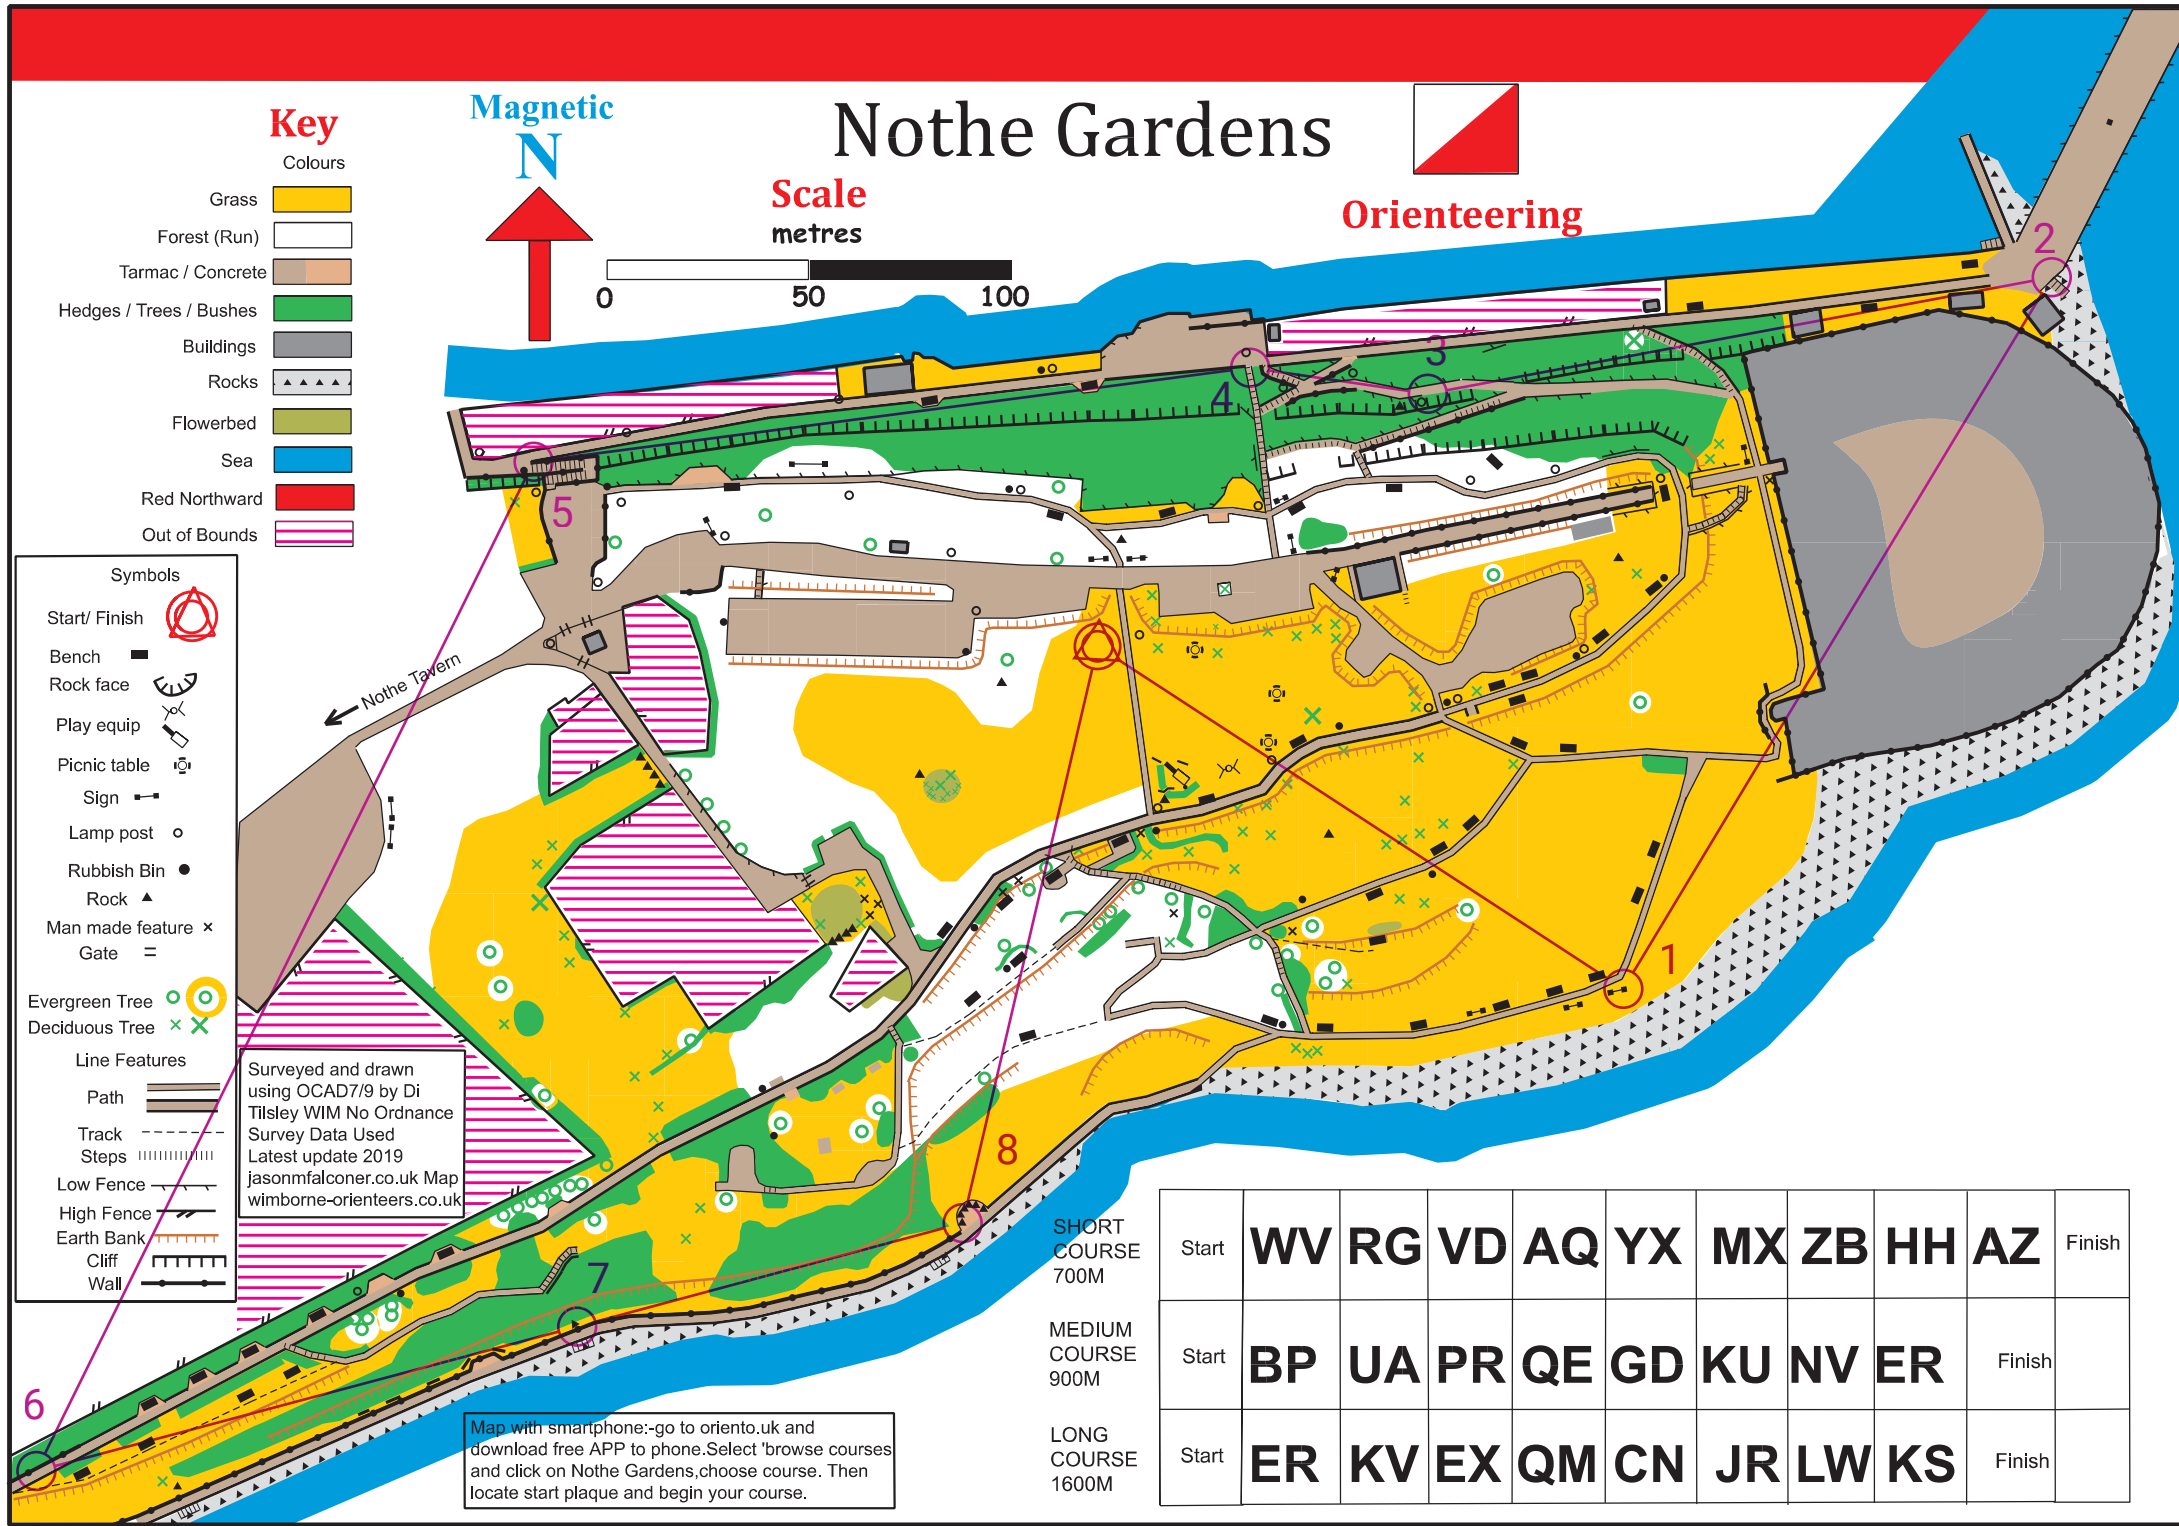 Nothe Gardens
Magnetic
N
Key
Colours
Grass
Forest (Run)
Tarmac / Concrete
Hedges / Trees / Bushes
Buildings
Rocks
Flowerbed
Sea
Red Northward
Out of Bounds
Scale
metres
0 50 100
Orienteering
2
3
4
5
1
8
7
6
Nothe Tavern
Symbols
Start/ Finish
Bench
Rock face
Play equip
Picnic table
Sign
Lamp post
Rubbish Bin
Rock
Man made feature
Gate
Evergreen Tree
Deciduous Tree
Line Features
Path
Track
Steps
Low Fence
High Fence
Earth Bank
Cliff
Wall
Surveyed and drawn
using OCAD7/9 by Di
Tilsley WIM No Ordnance
Survey Data Used
Latest update 2019
jasonmfalconer.co.uk Map
wimborne-orienteers.co.uk
Map with smartphone:-go to oriento.uk and
download free APP to phone.Select 'browse courses
and click on Nothe Gardens,choose course. Then
locate start plaque and begin your course.
SHORT
COURSE
700M
Start WV RG VD AQ YX MX ZB HH AZ Finish
MEDIUM
COURSE
900M
Start BP UA PR QE GD KU NV ER Finish
LONG
COURSE
1600M
Start ER KV EX QM CN JR LW KS Finish